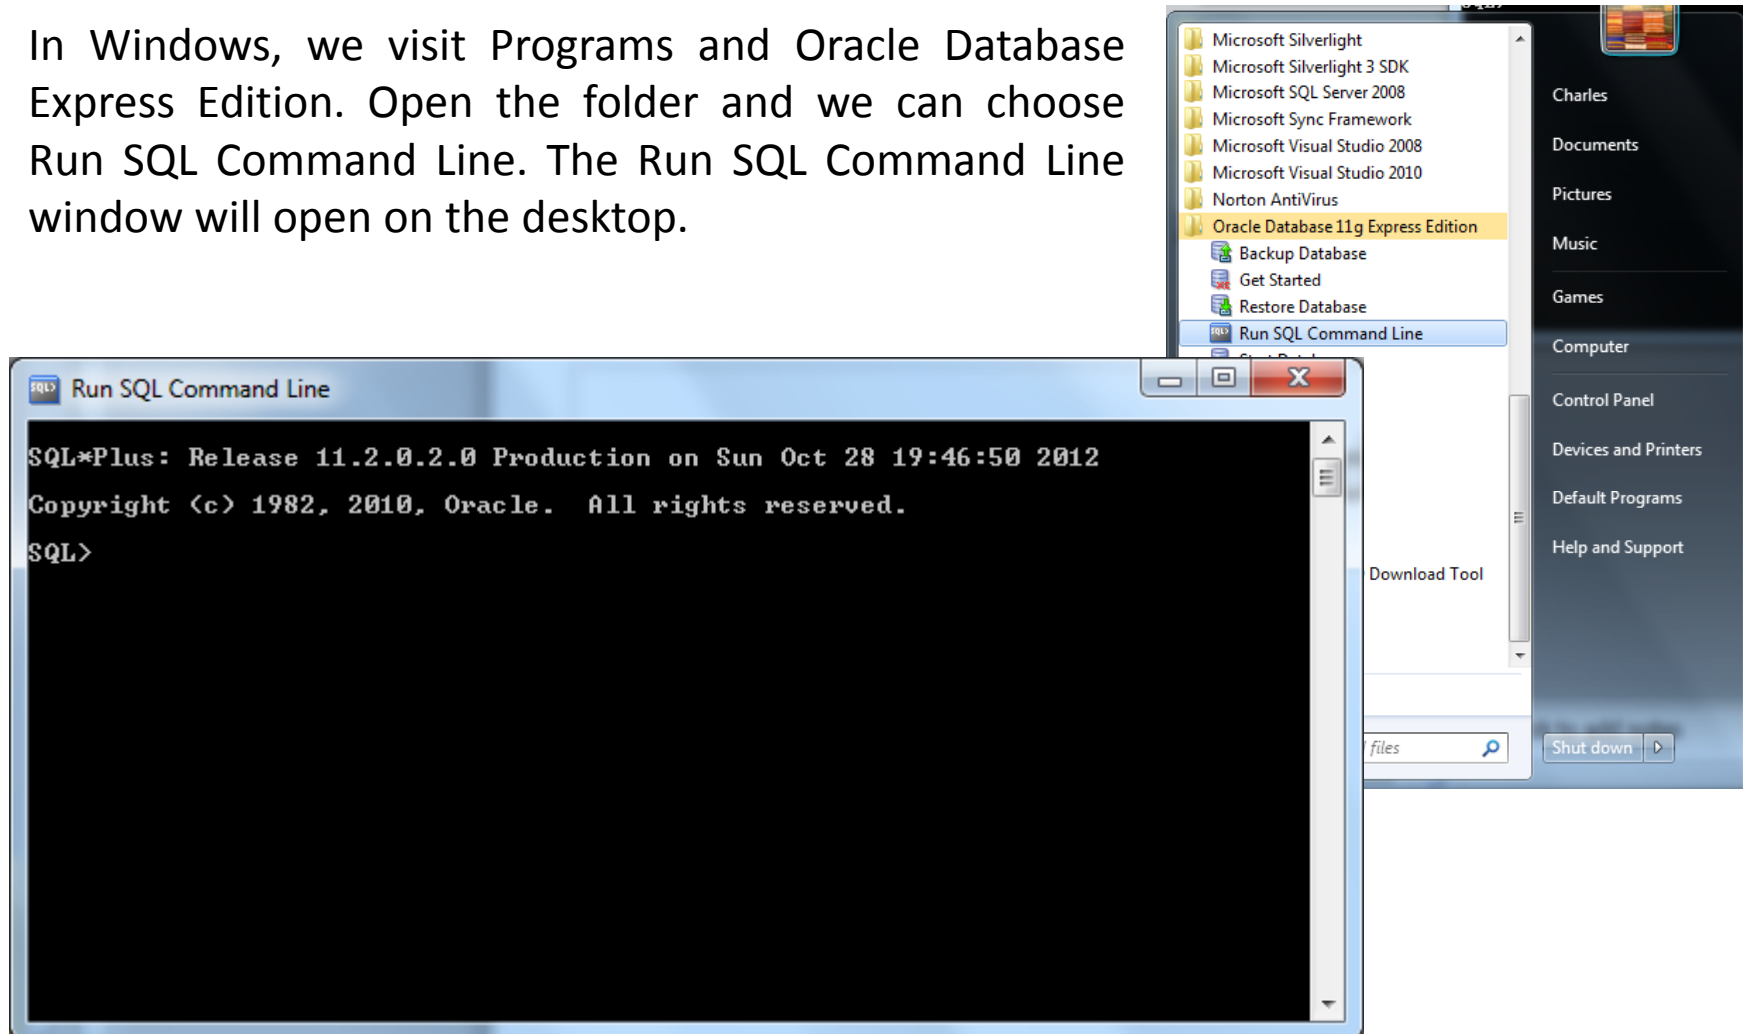 In Windows, we visit Programs and Oracle Database
Express Edition. Open the folder and we can choose
Run SQL Command Line. The Run SQL Command Line
window will open on the desktop.
Microsoft Silverlight
Microsoft Silverlight 3 SDK
Microsoft SQL Server 2008
Microsoft Sync Framework
Microsoft Visual Studio 2008
Microsoft Visual Studio 2010
Norton AntiVirus
Oracle Database 11g Express Edition
Backup Database
Get Started
Restore Database
Run SQL Command Line
Download Tool
files
Charles
Documents
Pictures
Music
Games
Computer
Control Panel
Devices and Printers
Default Programs
Help and Support
Shut down
Run SQL Command Line
SQL*Plus: Release 11.2.0.2.0 Production on Sun Oct 28 19:46:50 2012
Copyright (c) 1982, 2010, Oracle.  All rights reserved.
SQL>